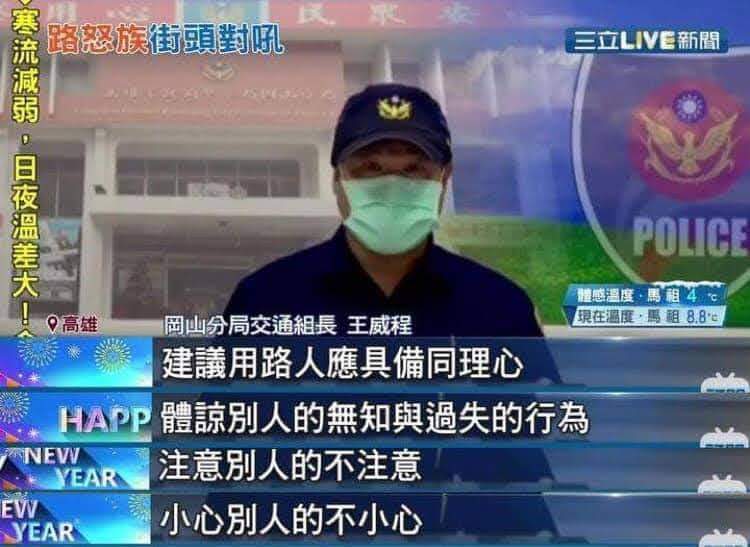 用心 民眾安
路怒族街頭對吼
三立LIVE新聞
寒流減弱，日夜溫差大！
POLICE
體感溫度・馬祖 4℃
現在溫度・馬祖 8.8℃
高雄
岡山分局交通組長 王威程
建議用路人應具備同理心
HAPP
體諒別人的無知與過失的行為
NEW
YEAR
注意別人的不注意
EW
YEAR
小心別人的不小心